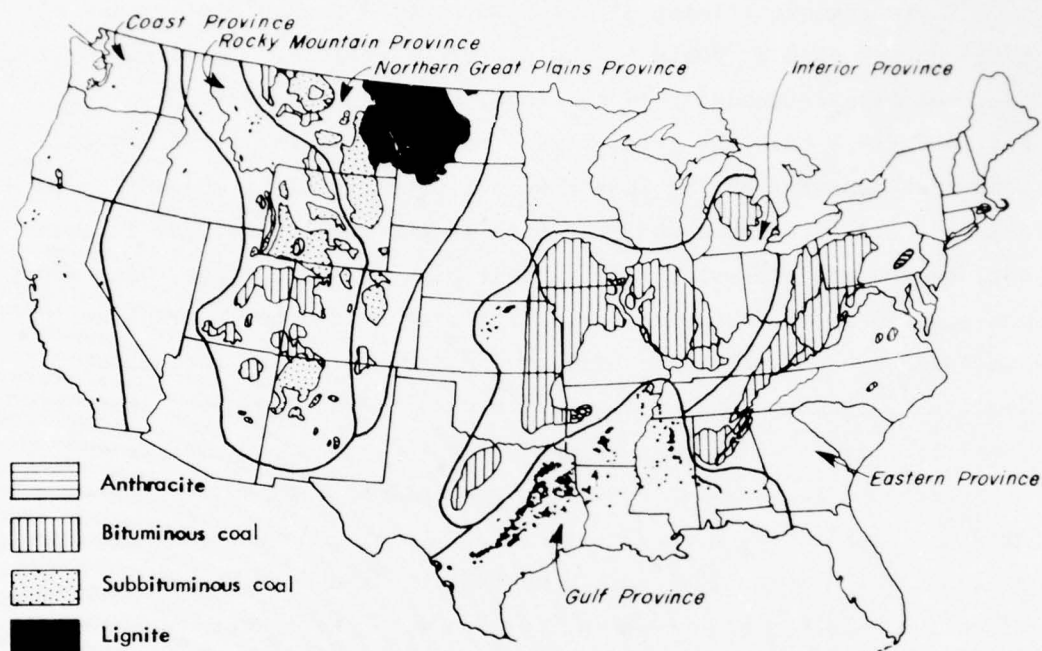 Coast Province
Rocky Mountain Province
Northern Great Plains Province
Interior Province
Eastern Province
Gulf Province
Anthracite
Bituminous coal
Subbituminous coal
Lignite